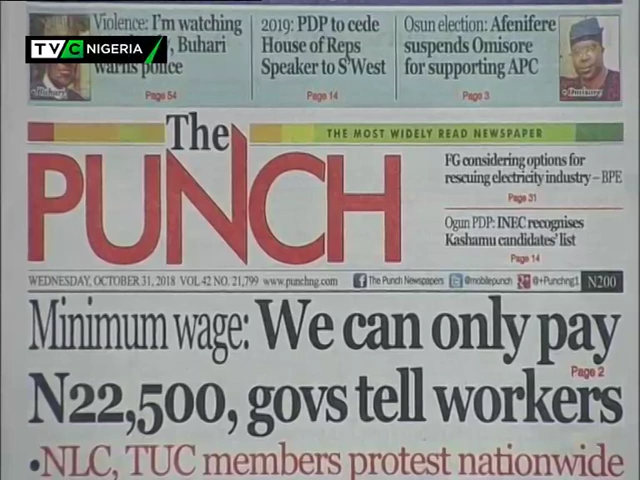 TVC NIGERIA
Violence: I'm watching
Buhari
warns police
Page 54
2019: PDP to cede
House of Reps
Speaker to S'West
Page 14
Osun election: Afenifere
suspends Omisore
for supporting APC
Page 3
•Buhari
•Omisore
The
PUNCH
THE MOST WIDELY READ NEWSPAPER
FG considering options for
rescuing electricity industry – BPE
Page 31
Ogun PDP: INEC recognises
Kashamu candidates' list
Page 14
WEDNESDAY, OCTOBER 31, 2018 VOL 42 NO. 21,799 www.punchng.com The Punch Newspapers @mobilepunch @+Punchng1 N200
Minimum wage: We can only pay
N22,500, govs tell workers
Page 2
•NLC, TUC members protest nationwide